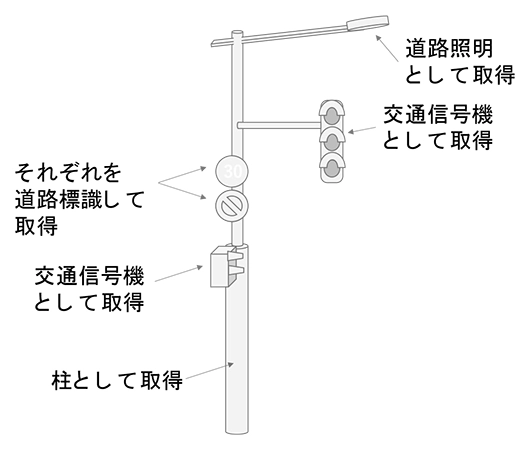 道路照明
として取得
交通信号機
として取得
それぞれを
道路標識して
取得
30
交通信号機
として取得
柱として取得